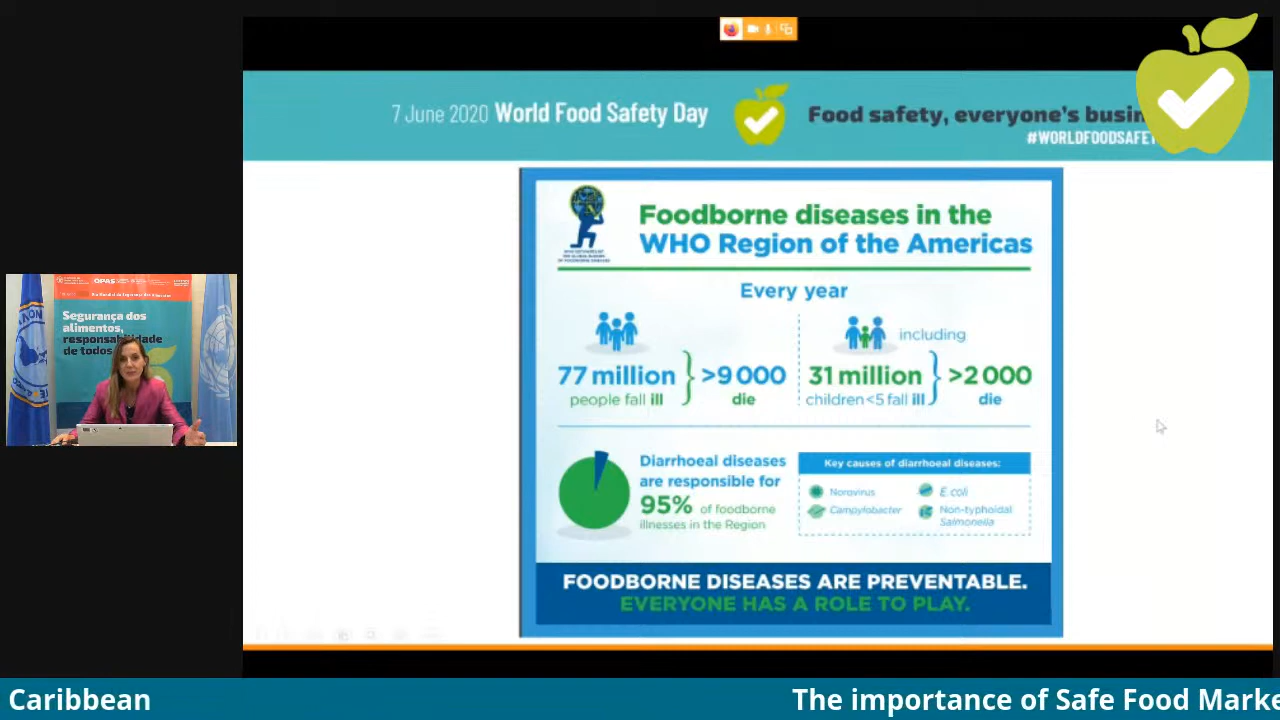 7 June 2020 World Food Safety Day
Food safety, everyone's busin
#WORLDFOODSAFET
Foodborne diseases in the
WHO Region of the Americas
Every year
77 million
people fall ill
>9 000
die
including
31 million
children <5 fall ill
>2 000
die
Diarrhoeal diseases
are responsible for
95% of foodborne
illnesses in the Region
Key causes of diarrhoeal diseases:
Norovirus
E. coli
Campylobacter
Non-typhoidal
Salmonella
FOODBORNE DISEASES ARE PREVENTABLE.
EVERYONE HAS A ROLE TO PLAY.
OPAS
Segurança dos
alimentos,
responsabilidade
de todos
Caribbean
The importance of Safe Food Marke